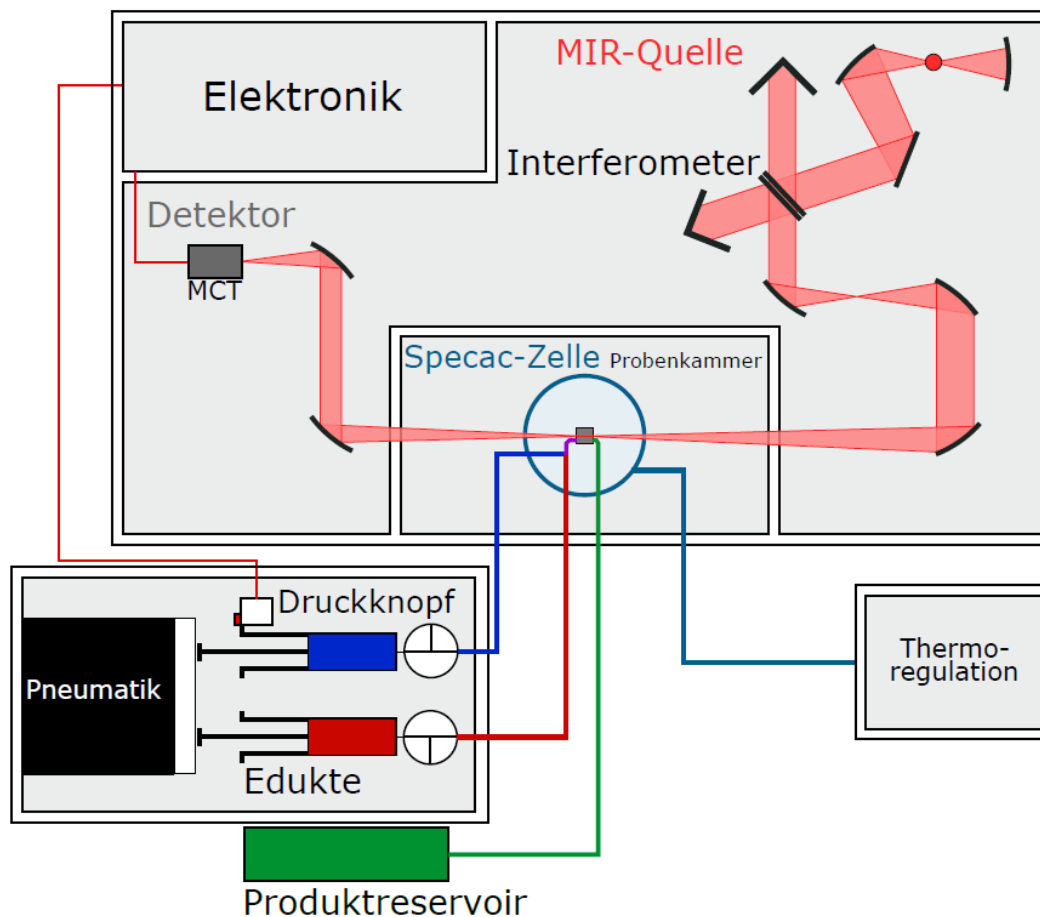 Elektronik
MIR-Quelle
Interferometer
Detektor
MCT
Specac-Zelle Probenkammer
Druckknopf
Pneumatik
Edukte
Thermo-
regulation
Produktreservoir